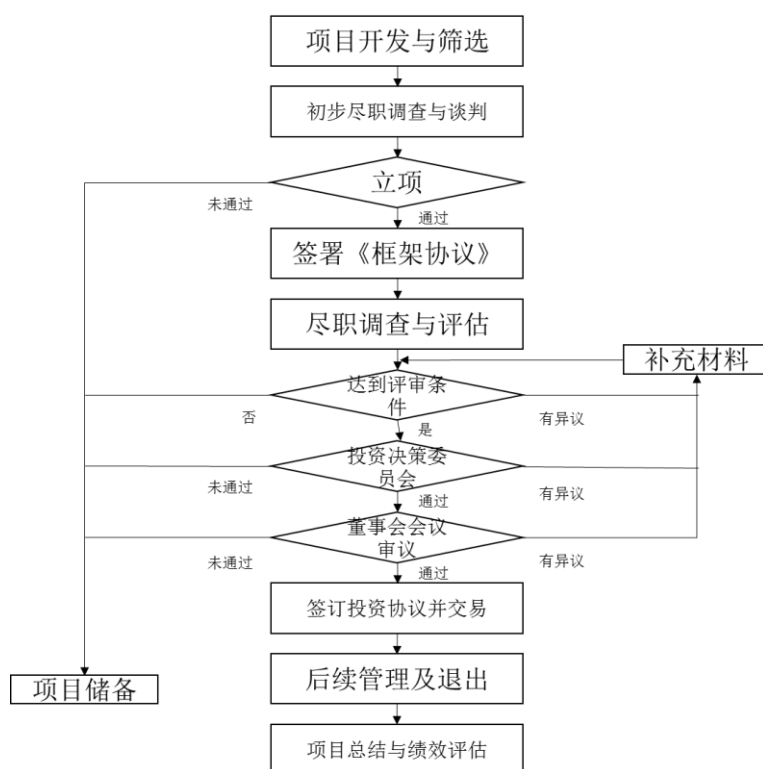 项目开发与筛选
初步尽职调查与谈判
立项
未通过
通过
签署《框架协议》
尽职调查与评估
补充材料
达到评审条
件
否
有异议
是
投资决策委
员会
未通过
有异议
通过
董事会会议
审议
未通过
有异议
通过
签订投资协议并交易
后续管理及退出
项目储备
项目总结与绩效评估